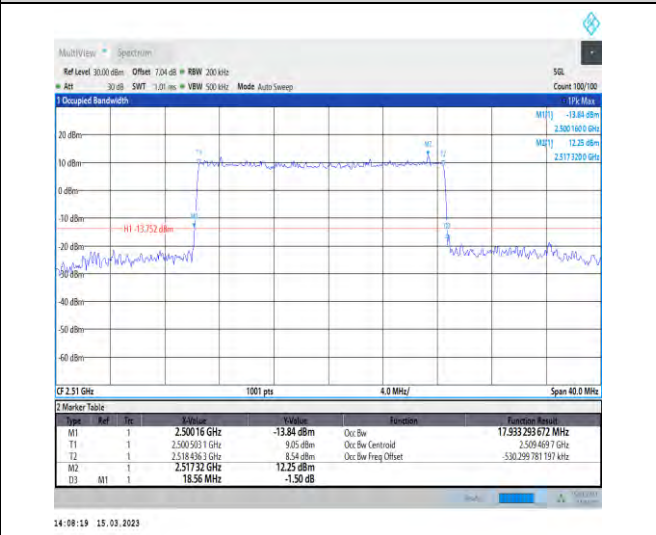 MultiView Spectrum
Ref Level 30.00 dBm Offset 7.04 dB RBW 200 kHz SGL
Att 30 dB SWT 1.01 ms VBW 500 kHz Mode Auto Sweep Count 100/100
1 Occupied Bandwidth 1Pk Max
M1[1] -13.84 dBm
2.500 160 0 GHz
20 dBm
M2[1] 12.25 dBm
2.517 320 0 GHz
T1 M2 T2
10 dBm
0 dBm
-10 dBm
M1
H1 -13.752 dBm
D3
-20 dBm
-30 dBm
-40 dBm
-50 dBm
-60 dBm
CF 2.51 GHz 1001 pts 4.0 MHz/ Span 40.0 MHz
2 Marker Table
Type Ref Trc X-Value Y-Value Function Function Result
M1 1 2.50016 GHz -13.84 dBm Occ Bw 17.933 293 672 MHz
T1 1 2.500 503 1 GHz 9.05 dBm Occ Bw Centroid 2.509 469 7 GHz
T2 1 2.518 436 3 GHz 8.54 dBm Occ Bw Freq Offset -530.299 781 197 kHz
M2 1 2.51732 GHz 12.25 dBm
D3 M1 1 18.56 MHz -1.50 dB
14:08:19 15.03.2023